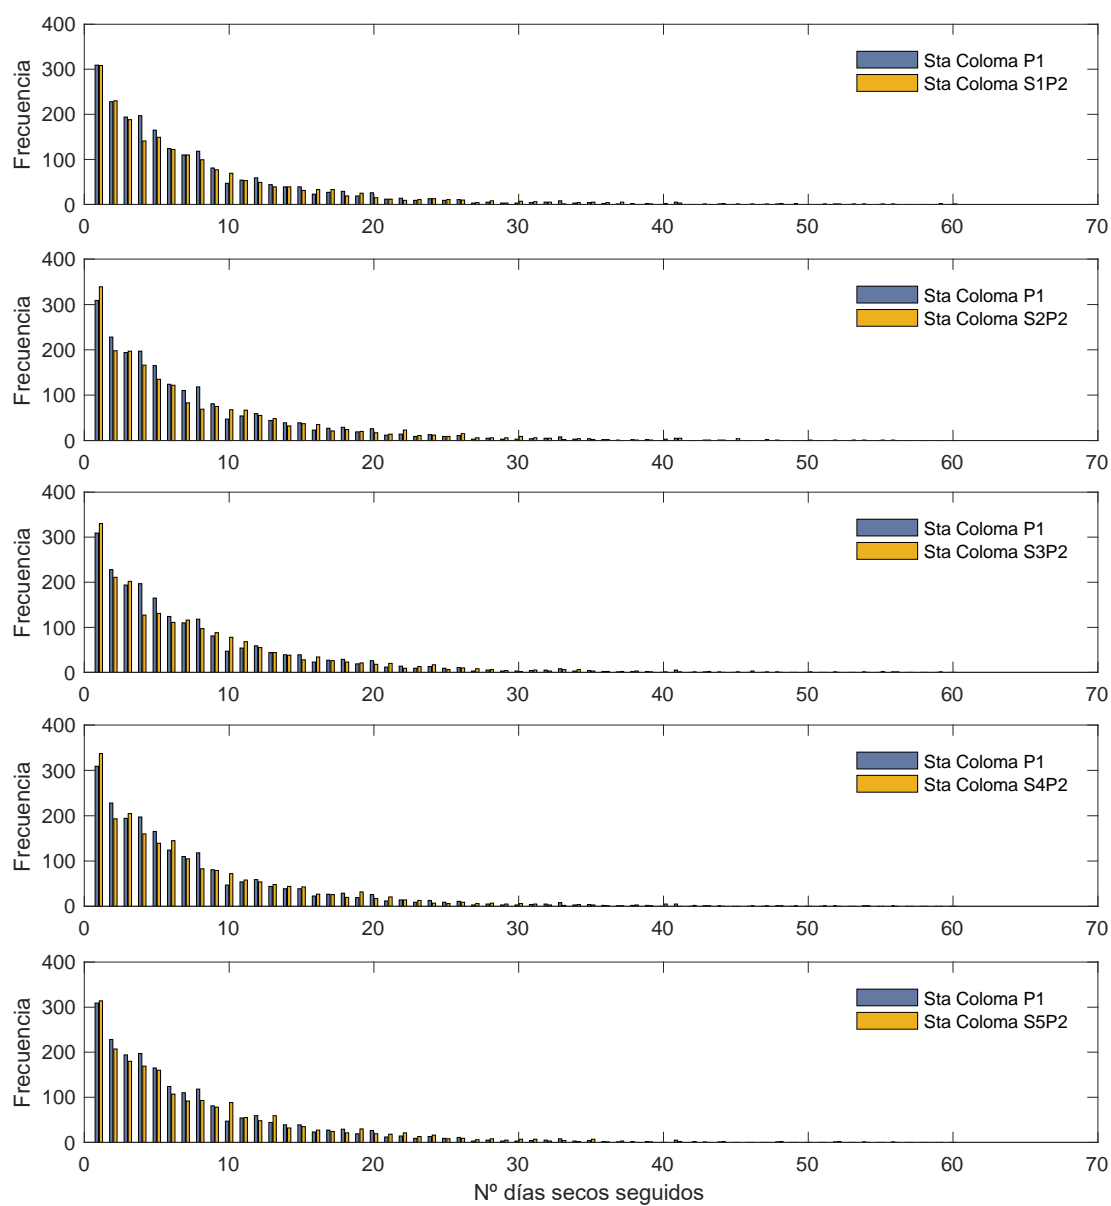 400
300
200
100
0
Frecuencia
Sta Coloma P1
Sta Coloma S1P2
0 10 20 30 40 50 60 70
400
300
200
100
0
Frecuencia
Sta Coloma P1
Sta Coloma S2P2
0 10 20 30 40 50 60 70
400
300
200
100
0
Frecuencia
Sta Coloma P1
Sta Coloma S3P2
0 10 20 30 40 50 60 70
400
300
200
100
0
Frecuencia
Sta Coloma P1
Sta Coloma S4P2
0 10 20 30 40 50 60 70
400
300
200
100
0
Frecuencia
Sta Coloma P1
Sta Coloma S5P2
0 10 20 30 40 50 60 70
Nº días secos seguidos